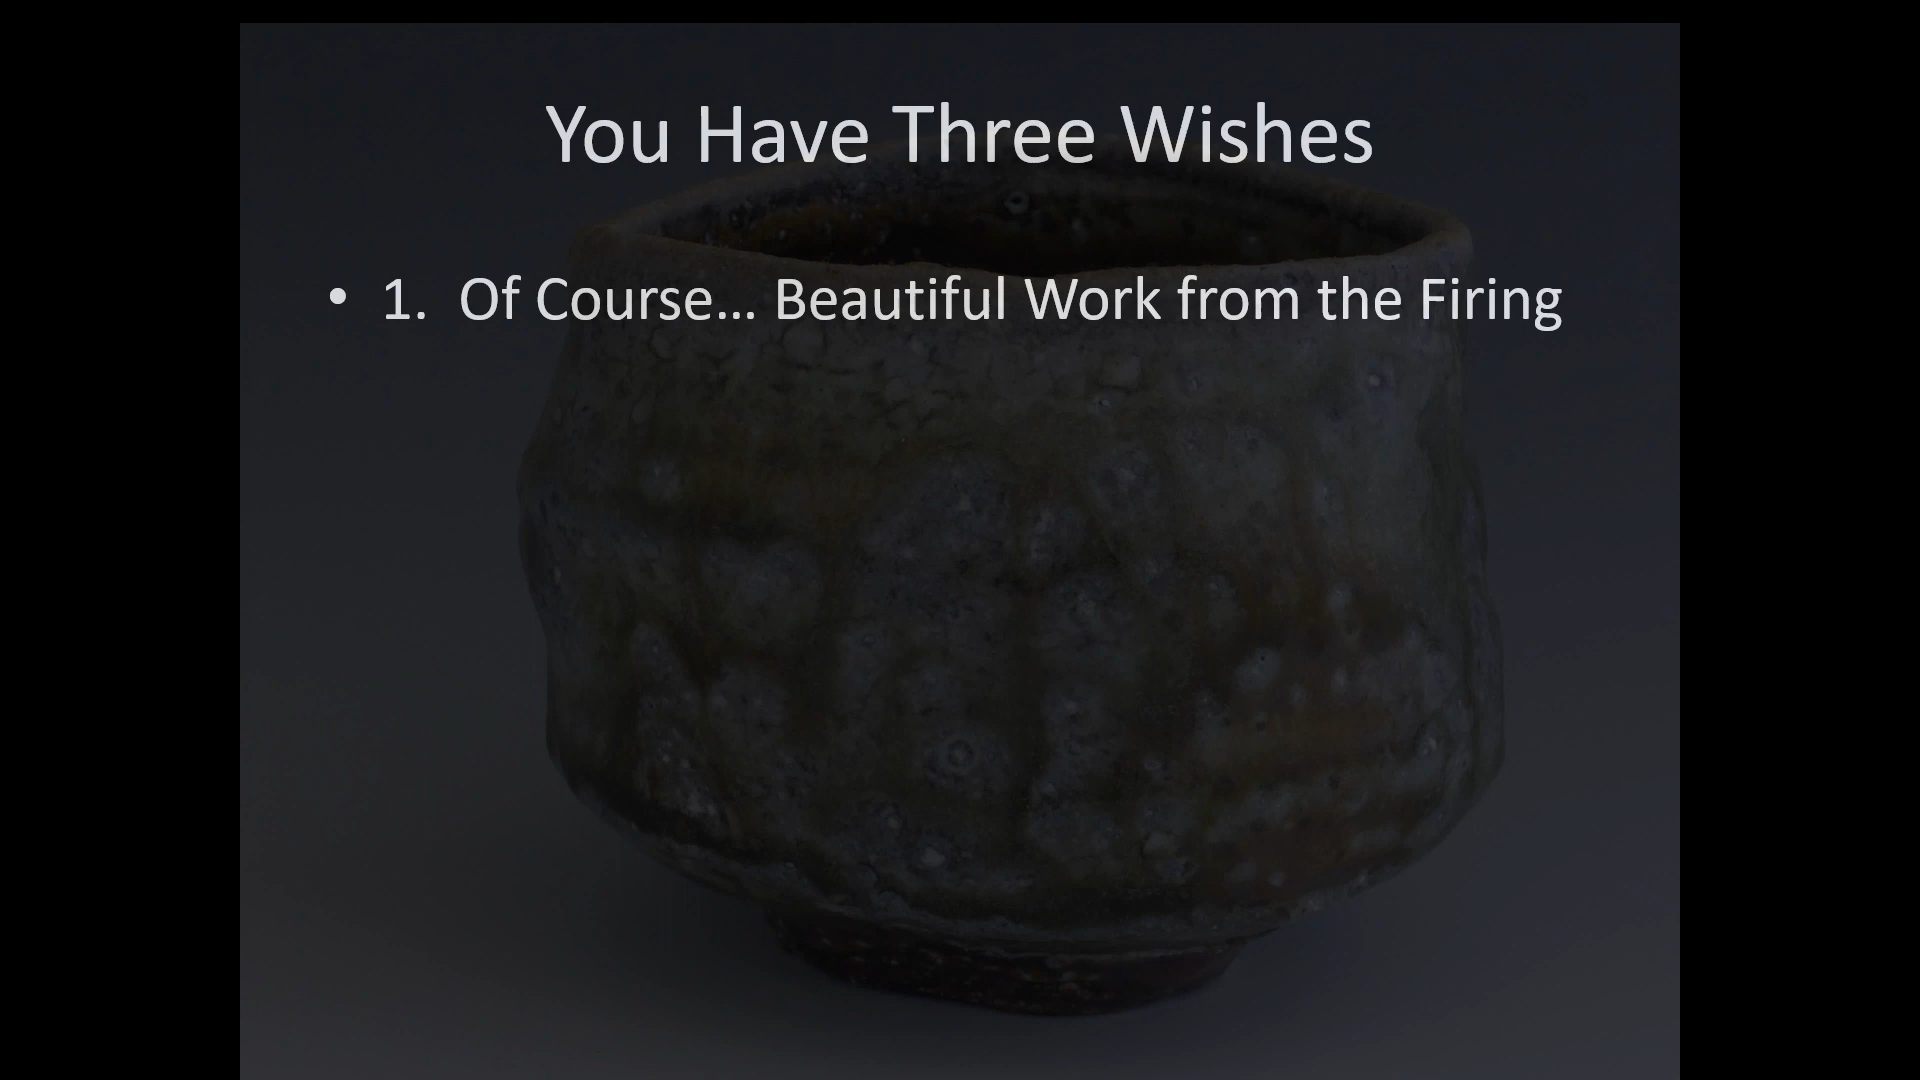 You Have Three Wishes
• 1. Of Course... Beautiful Work from the Firing